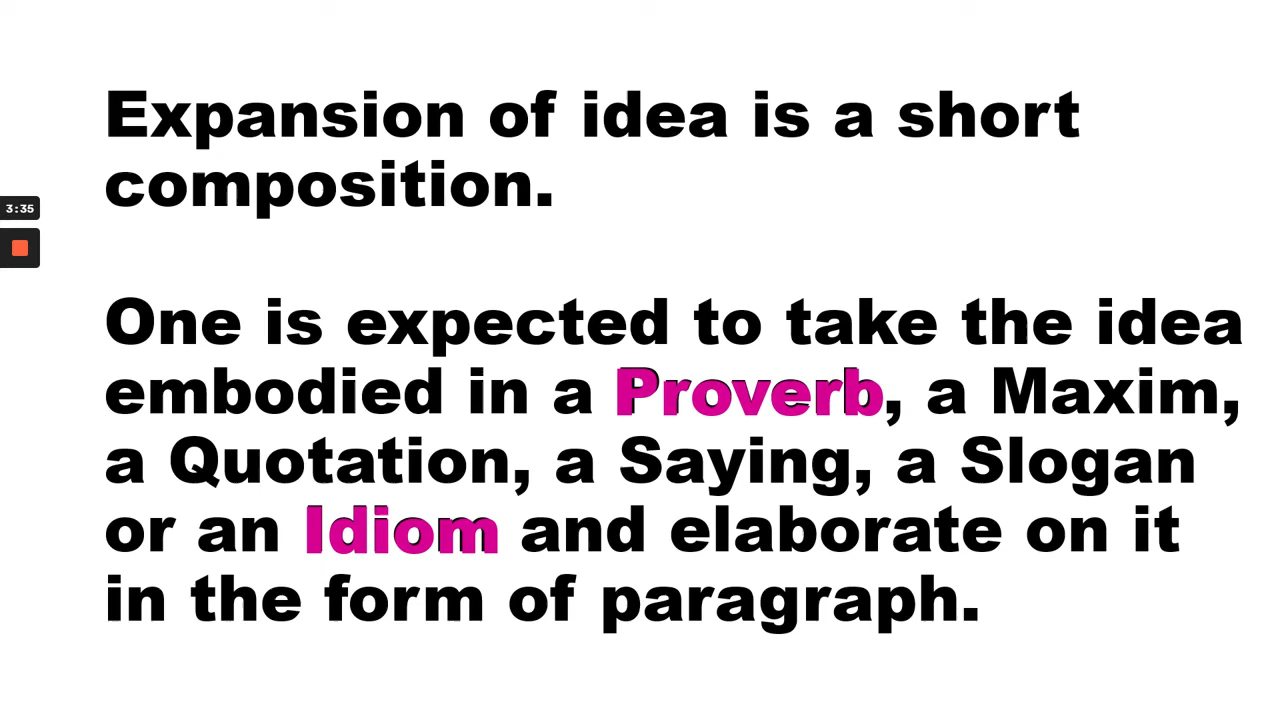 Expansion of idea is a short
composition.
3:35
One is expected to take the idea
embodied in a Proverb, a Maxim,
a Quotation, a Saying, a Slogan
or an Idiom and elaborate on it
in the form of paragraph.